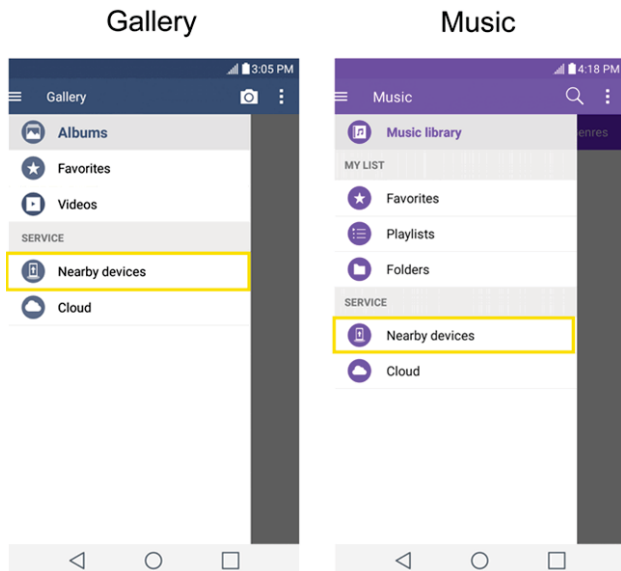 Gallery
3:05 PM
Gallery
Albums
Favorites
Videos
SERVICE
Nearby devices
Cloud
Music
4:18 PM
Music
enres
Music library
MY LIST
Favorites
Playlists
Folders
SERVICE
Nearby devices
Cloud